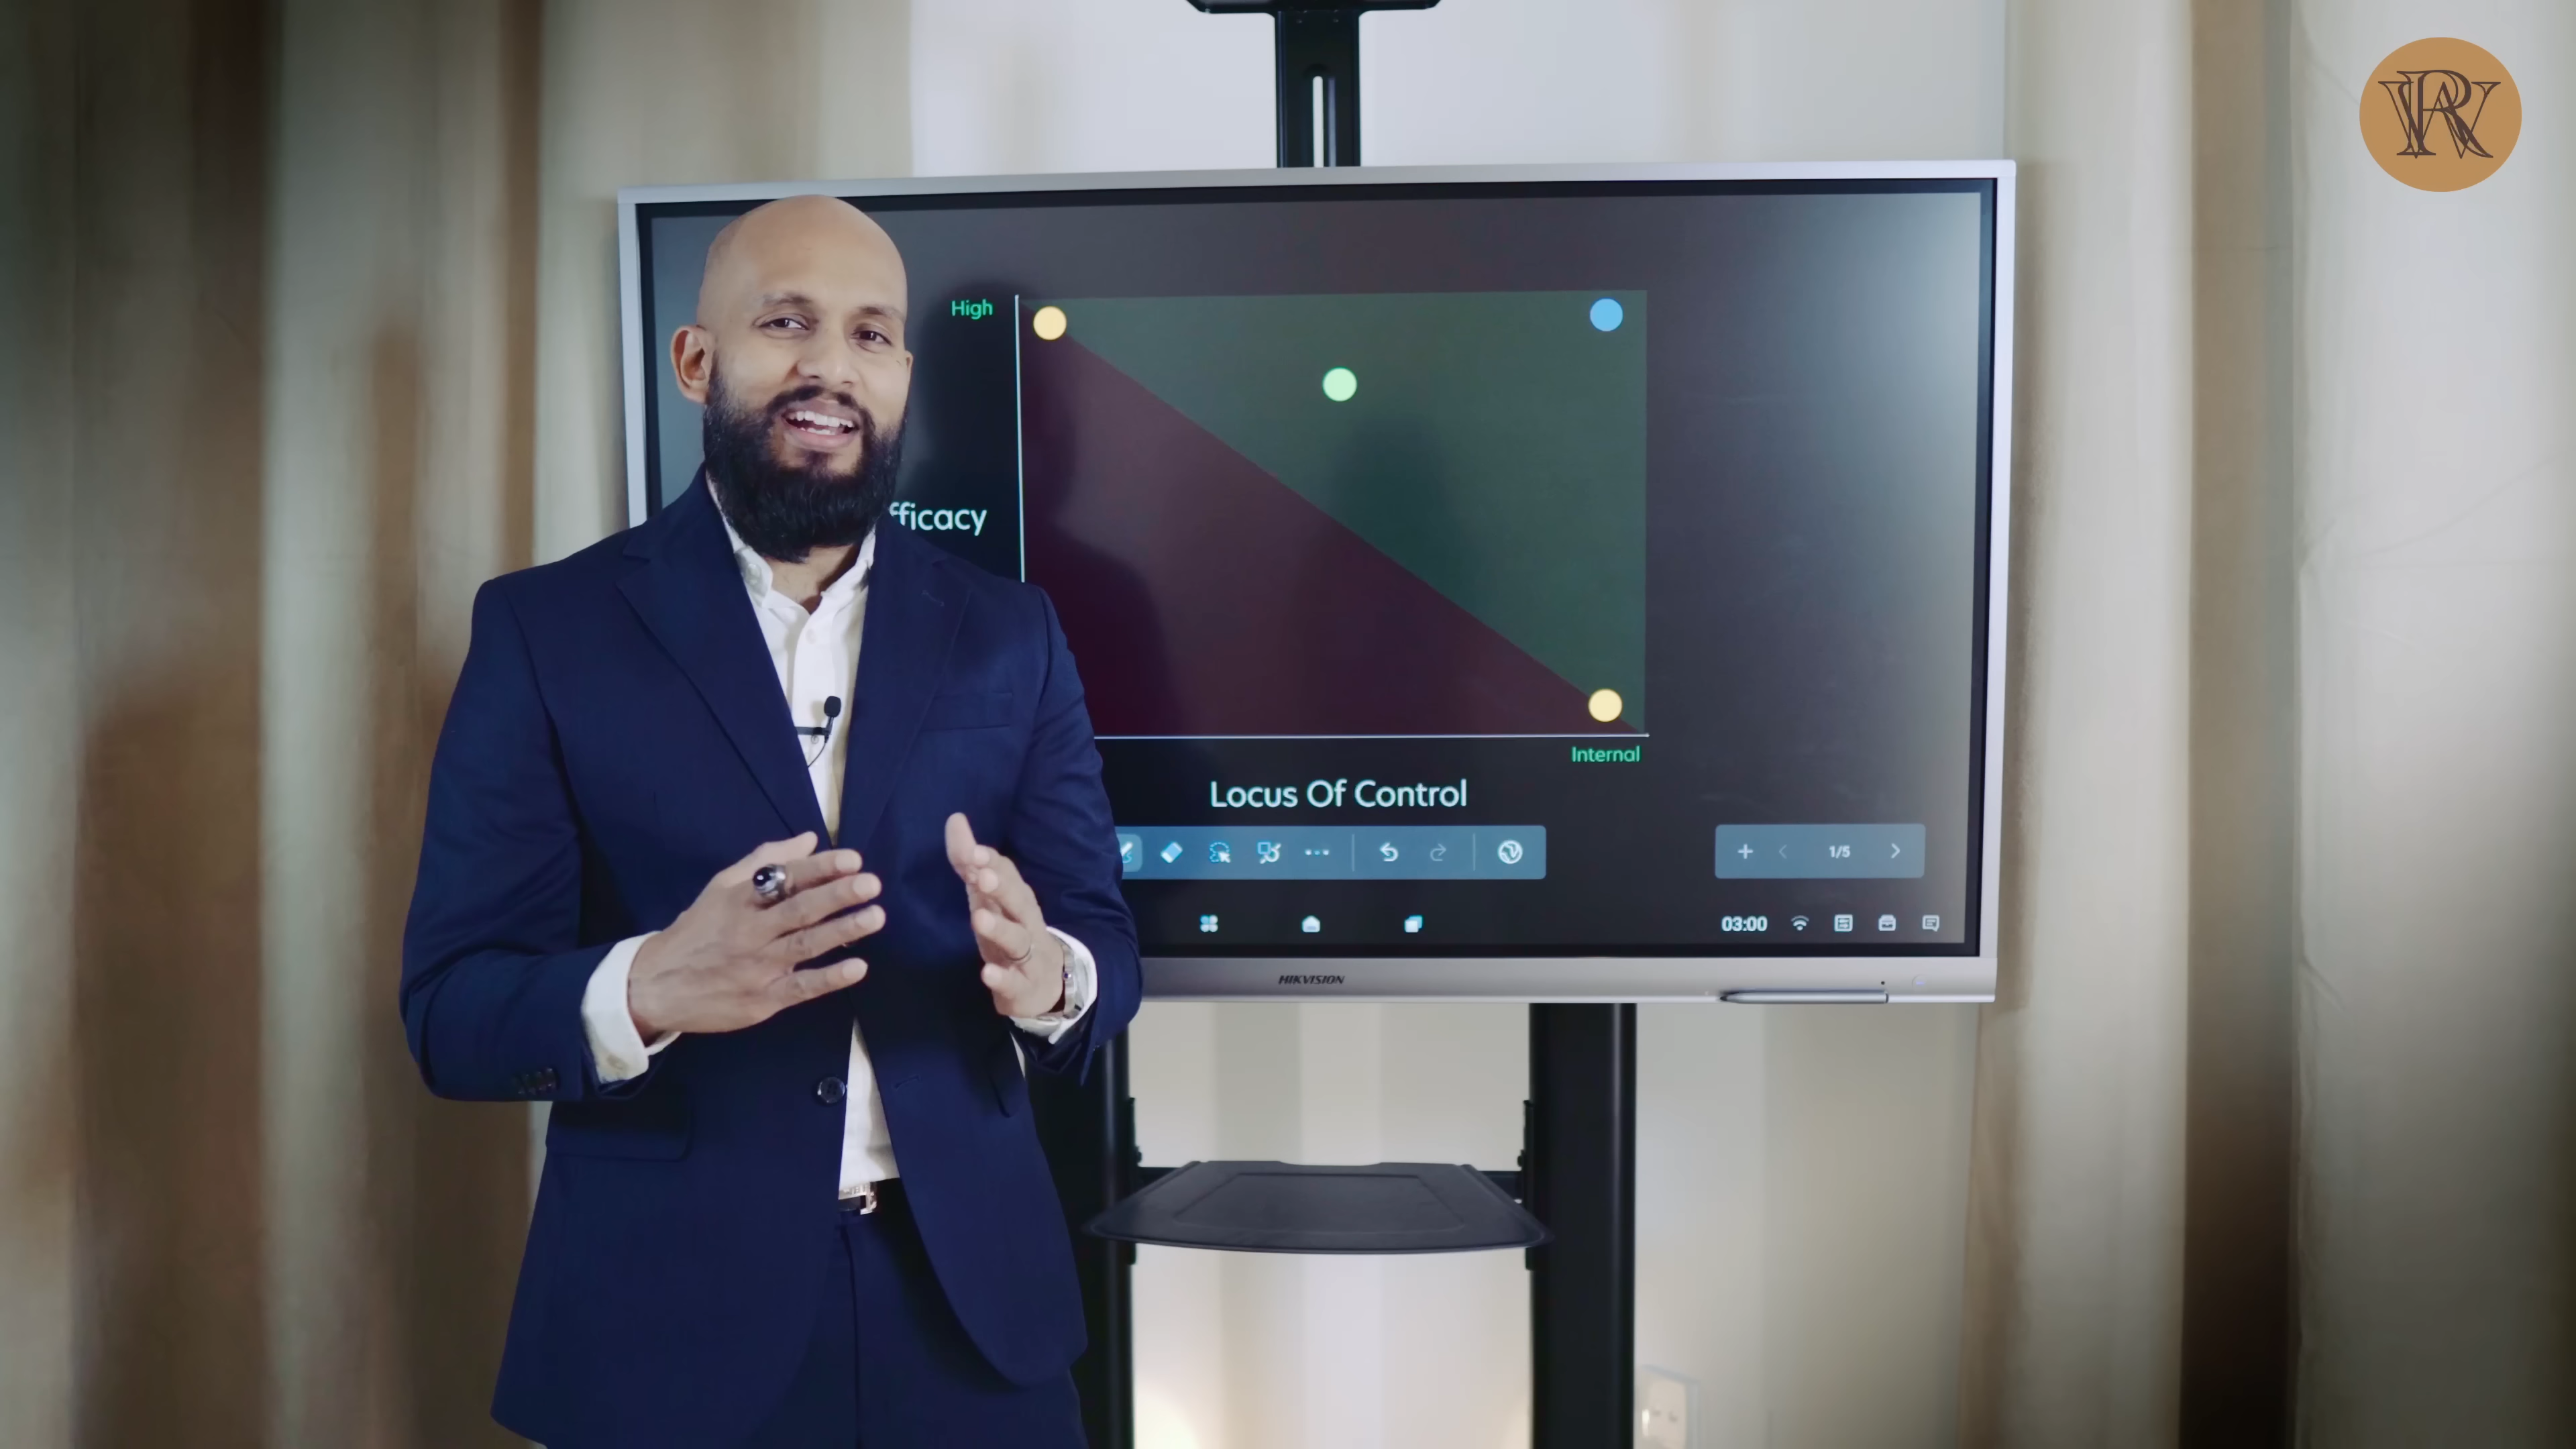 High
fficacy
Internal
Locus Of Control
1/5
03:00
HIKVISION